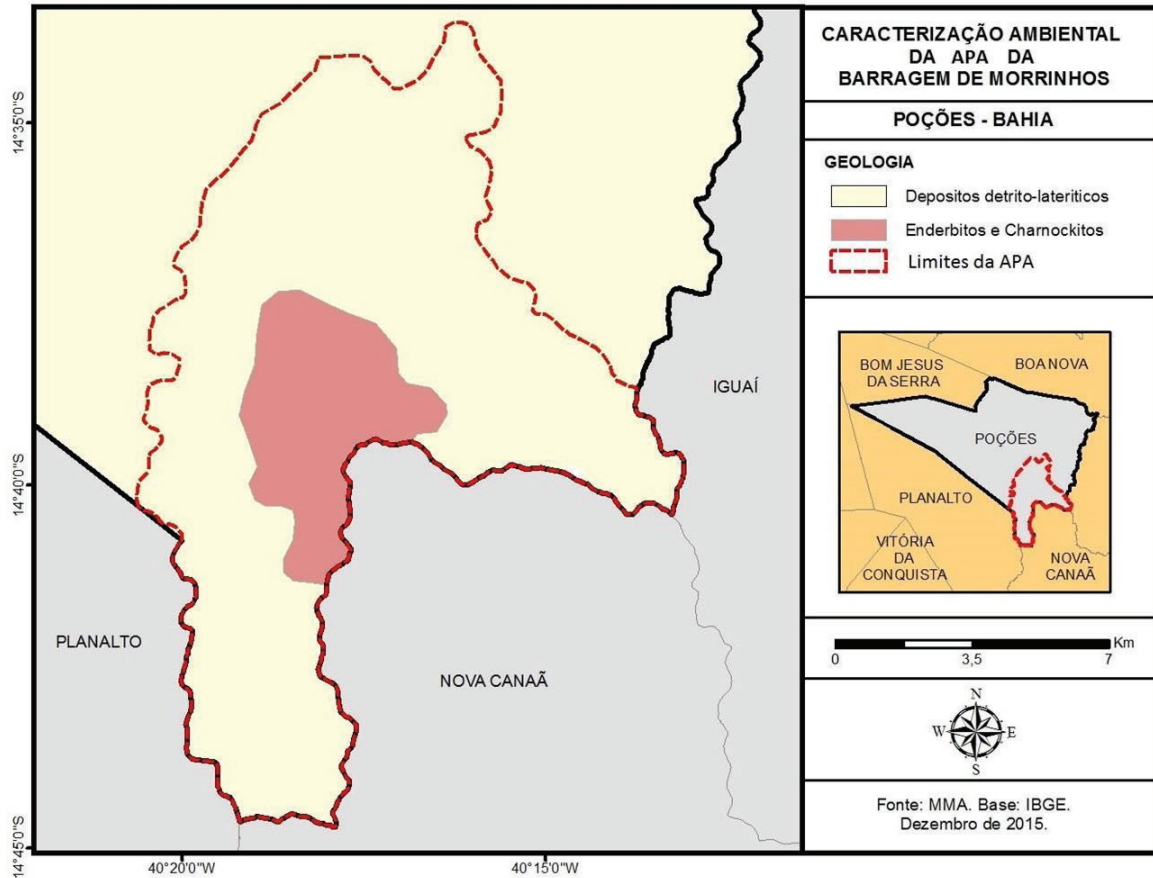 CARACTERIZAÇÃO AMBIENTAL
DA APA DA
BARRAGEM DE MORRINHOS
POÇÕES - BAHIA
GEOLOGIA
Depositos detrito-lateriticos
Enderbitos e Charnockitos
Limites da APA
BOM JESUS
DA SERRA
BOA NOVA
POÇÕES
PLANALTO
VITÓRIA
DA
CONQUISTA
NOVA
CANAÃ
0 3,5 7 Km
N
W E
S
Fonte: MMA. Base: IBGE.
Dezembro de 2015.
14°35'0"S
14°40'0"S
14°45'0"S
IGUAÍ
PLANALTO
NOVA CANAÃ
40°20'0"W
40°15'0"W